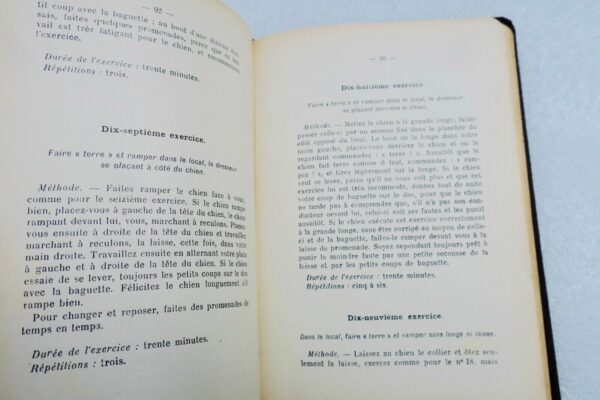 — 92 —
tit coup avec la baguette ; au bout d'une
sais, faites quelques promenades, parce que
vail est très fatigant pour le chien, et
l'exercice.
Durée de l'exercice : trente minutes.
Répétitions : trois.
Dix-septième exercice.
Faire « terre » et ramper dans le local, le dresseur
se plaçant à côté du chien.
Méthode. — Faites ramper le chien face à vous,
comme pour le seizième exercice. Si le chien rampe
bien, placez-vous à gauche de la tête du chien, le chien
rampant devant lui, vous, marchant à reculons. Placez-
vous ensuite à droite de la tête du chien et travaillez
marchant à reculons, la laisse, cette fois, dans votre
main droite. Travaillez ensuite en alternant votre place
à gauche et à droite de la tête du chien. Si le chien
essaie de se lever, toujours les petits coups sur le dos
avec la baguette. Félicitez le chien longuement s'il
rampe bien.
Pour changer et reposer, faites des promenades
de temps en temps.
Durée de l'exercice : trente minutes.
Répétitions : trois.
— 93 —
Dix-huitième exercice.
Faire « terre » et ramper dans le local, le dresseur
se plaçant derrière le chien.
Méthode. — Mettez le chien à la grande longe, faites
passer celle-ci par un anneau fixé dans le plancher du
côté opposé du local. Le bout de la longe dans votre
main gauche, placez-vous derrière le chien et en le
regardant commander : « terre ! ». Aussitôt que le
chien fait terre comme il faut, commander : « ram-
pez ! », et tirez légèrement sur la longe. Si le chien
veut se lever, parce qu'il ne vous voit plus et que cet
exercice lui est très incommode, donnez tout de suite
un coup de baguette sur le dos, pour que le chien
ne tarde pas à comprendre que, s'il n'a pas son con-
ducteur devant lui, celui-ci voit ses fautes et les punit
aussitôt. Si le chien exécute cet exercice correctement
à la grande longe, sans être corrigé au moyen de celle-
ci et de la baguette, faites-le ramper devant vous à la
laisse de promenade. Soyez cependant toujours prêt à
punir la moindre faute par une petite secousse de la
laisse et par les petits coups de baguette.
Durée de l'exercice : trente minutes.
Répétitions : cinq à six.
Dix-neuvième exercice.
Dans le local, faire « terre » et ramper sans longe ni laisse.
Méthode. — Laissez au chien le collier et ôtez seu-
lement la laisse, exercez comme pour le n° 18, mais